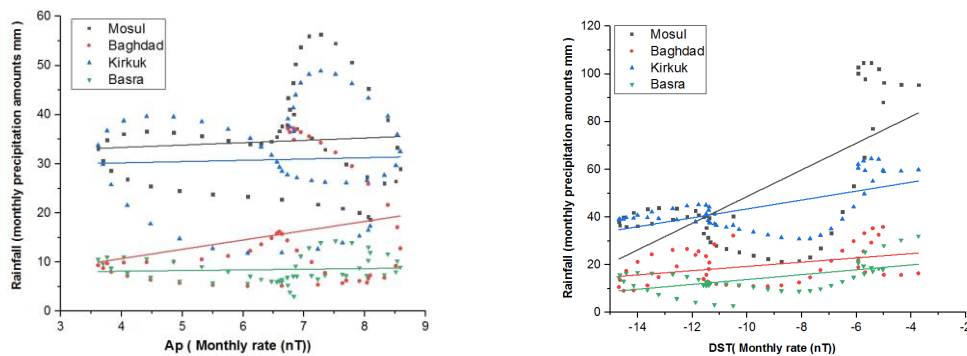 Rainfall (monthly precipitation amounts mm)
60
50
40
30
20
10
0
Mosul
Baghdad
Kirkuk
Basra
3 4 5 6 7 8 9
Ap ( Monthly rate (nT))
Rainfall (monthly precipitation amounts mm)
120
100
80
60
40
20
0
Mosul
Baghdad
Kirkuk
Basra
-14 -12 -10 -8 -6 -4 -2
DST( Monthly rate (nT))